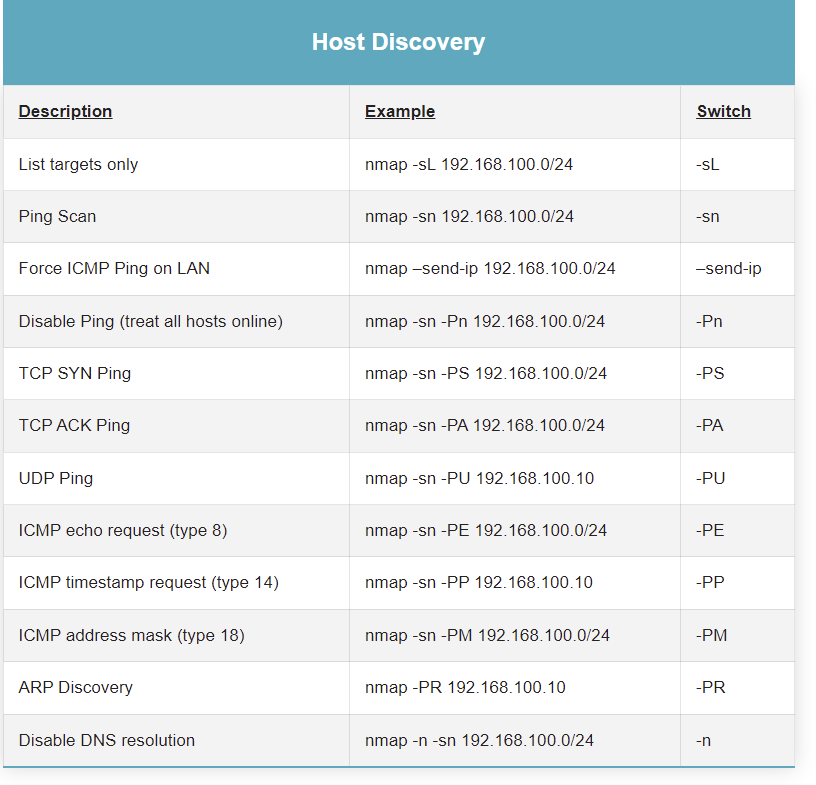 Host Discovery
Description Example Switch
List targets only nmap -sL 192.168.100.0/24 -sL
Ping Scan nmap -sn 192.168.100.0/24 -sn
Force ICMP Ping on LAN nmap –send-ip 192.168.100.0/24 –send-ip
Disable Ping (treat all hosts online) nmap -sn -Pn 192.168.100.0/24 -Pn
TCP SYN Ping nmap -sn -PS 192.168.100.0/24 -PS
TCP ACK Ping nmap -sn -PA 192.168.100.0/24 -PA
UDP Ping nmap -sn -PU 192.168.100.10 -PU
ICMP echo request (type 8) nmap -sn -PE 192.168.100.0/24 -PE
ICMP timestamp request (type 14) nmap -sn -PP 192.168.100.10 -PP
ICMP address mask (type 18) nmap -sn -PM 192.168.100.0/24 -PM
ARP Discovery nmap -PR 192.168.100.10 -PR
Disable DNS resolution nmap -n -sn 192.168.100.0/24 -n